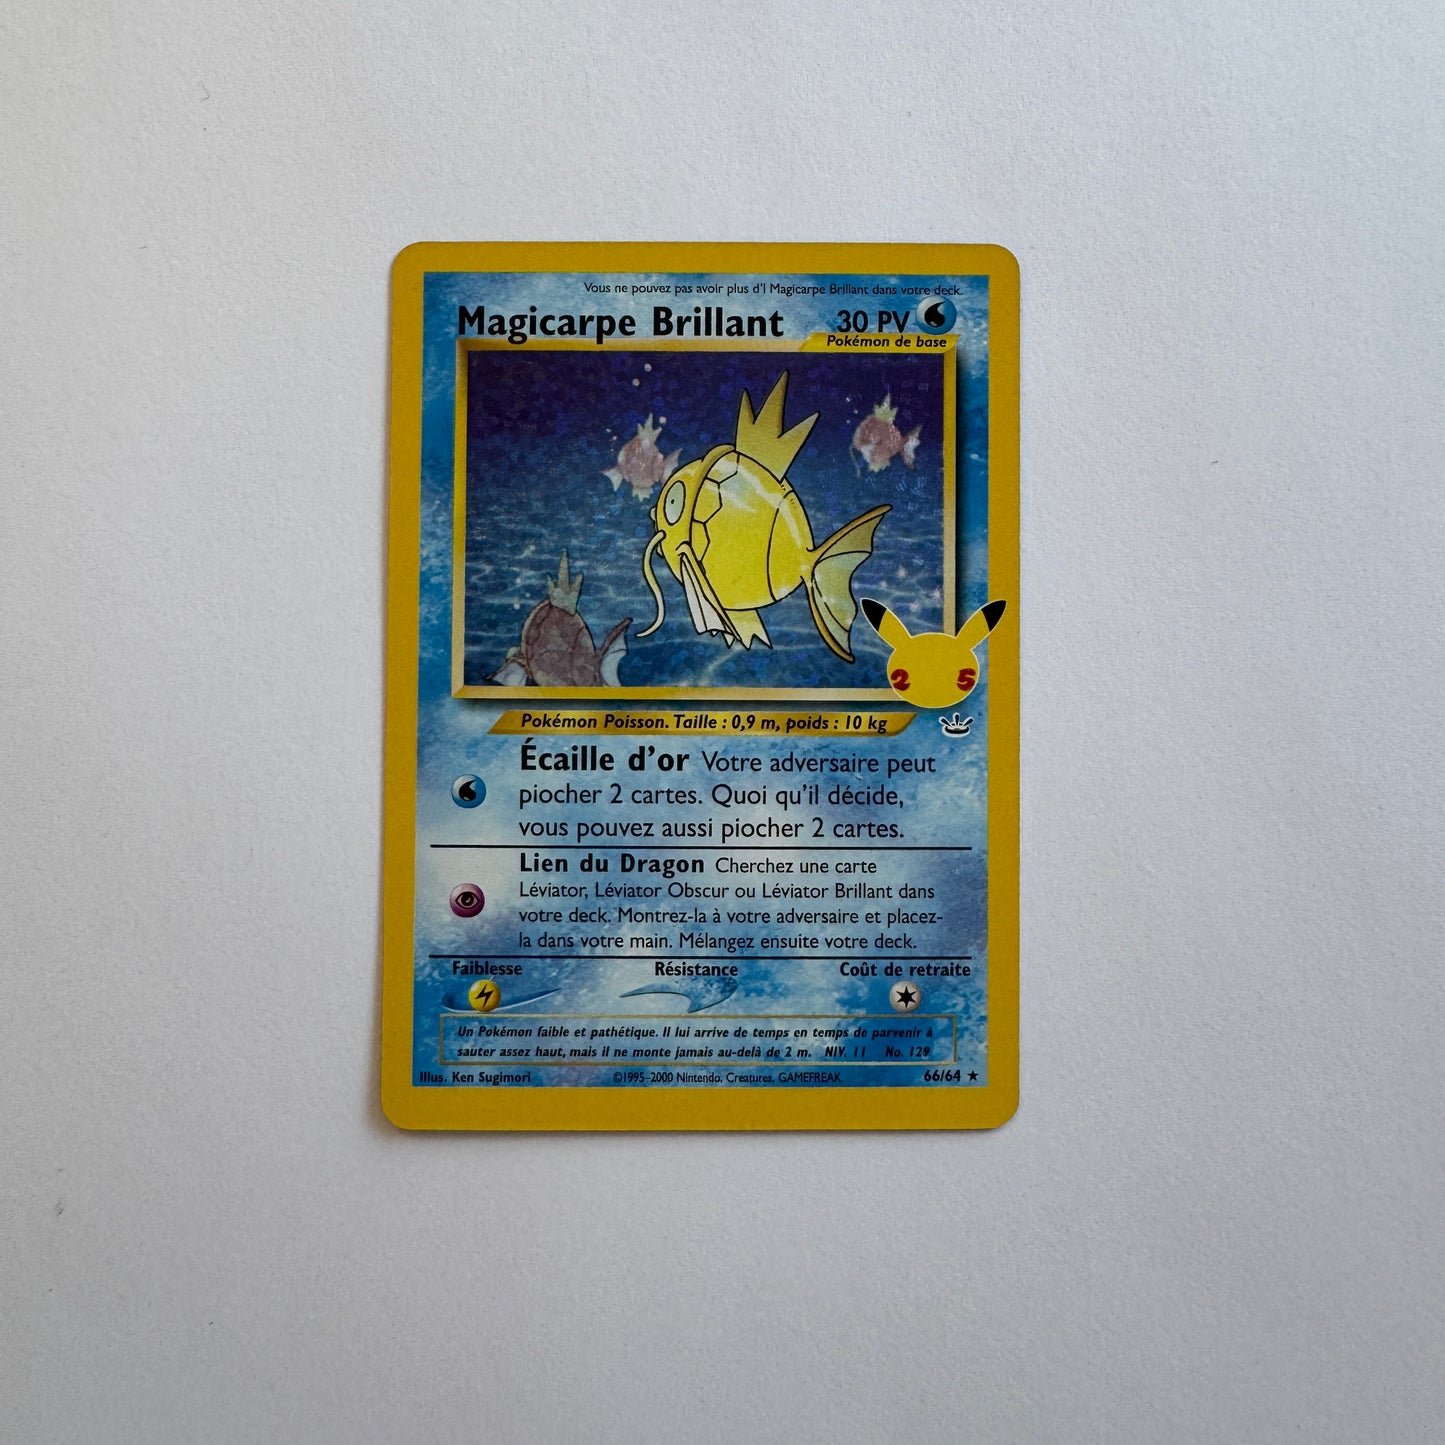 Vous ne pouvez pas avoir plus d'1 Magicarpe Brillant dans votre deck.
Magicarpe Brillant 30 PV
Pokémon de base
25
Pokémon Poisson. Taille : 0,9 m, poids : 10 kg
Écaille d'or Votre adversaire peut
piocher 2 cartes. Quoi qu'il décide,
vous pouvez aussi piocher 2 cartes.
Lien du Dragon Cherchez une carte
Léviator, Léviator Obscur ou Léviator Brillant dans
votre deck. Montrez-la à votre adversaire et placez-
la dans votre main. Mélangez ensuite votre deck.
Faiblesse Résistance Coût de retraite
Un Pokémon faible et pathétique. Il lui arrive de temps en temps de parvenir à
sauter assez haut, mais il ne monte jamais au-delà de 2 m. NIV. 11 No. 129
Illus. Ken Sugimori ©1995–2000 Nintendo, Creatures, GAMEFREAK. 66/64 ★